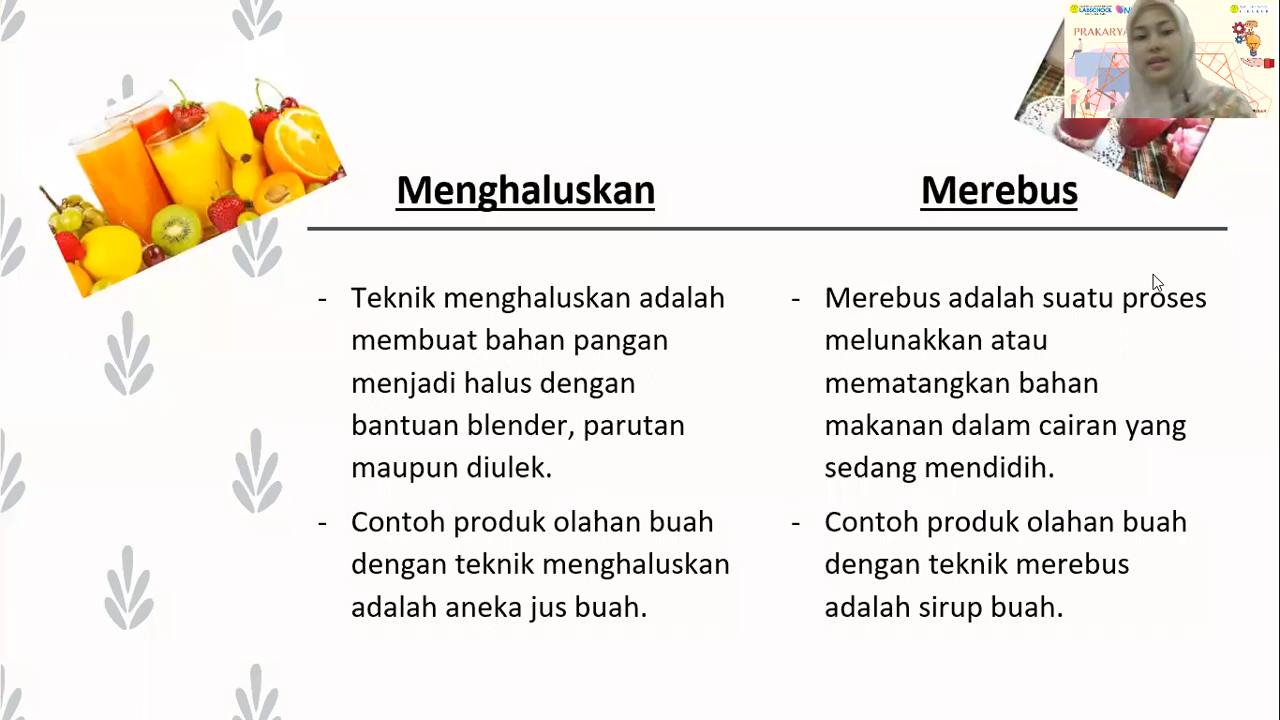 LABSCHOOL
PRAKARYA
Menghaluskan
Merebus
- Teknik menghaluskan adalah
membuat bahan pangan
menjadi halus dengan
bantuan blender, parutan
maupun diulek.
- Contoh produk olahan buah
dengan teknik menghaluskan
adalah aneka jus buah.
- Merebus adalah suatu proses
melunakkan atau
mematangkan bahan
makanan dalam cairan yang
sedang mendidih.
- Contoh produk olahan buah
dengan teknik merebus
adalah sirup buah.